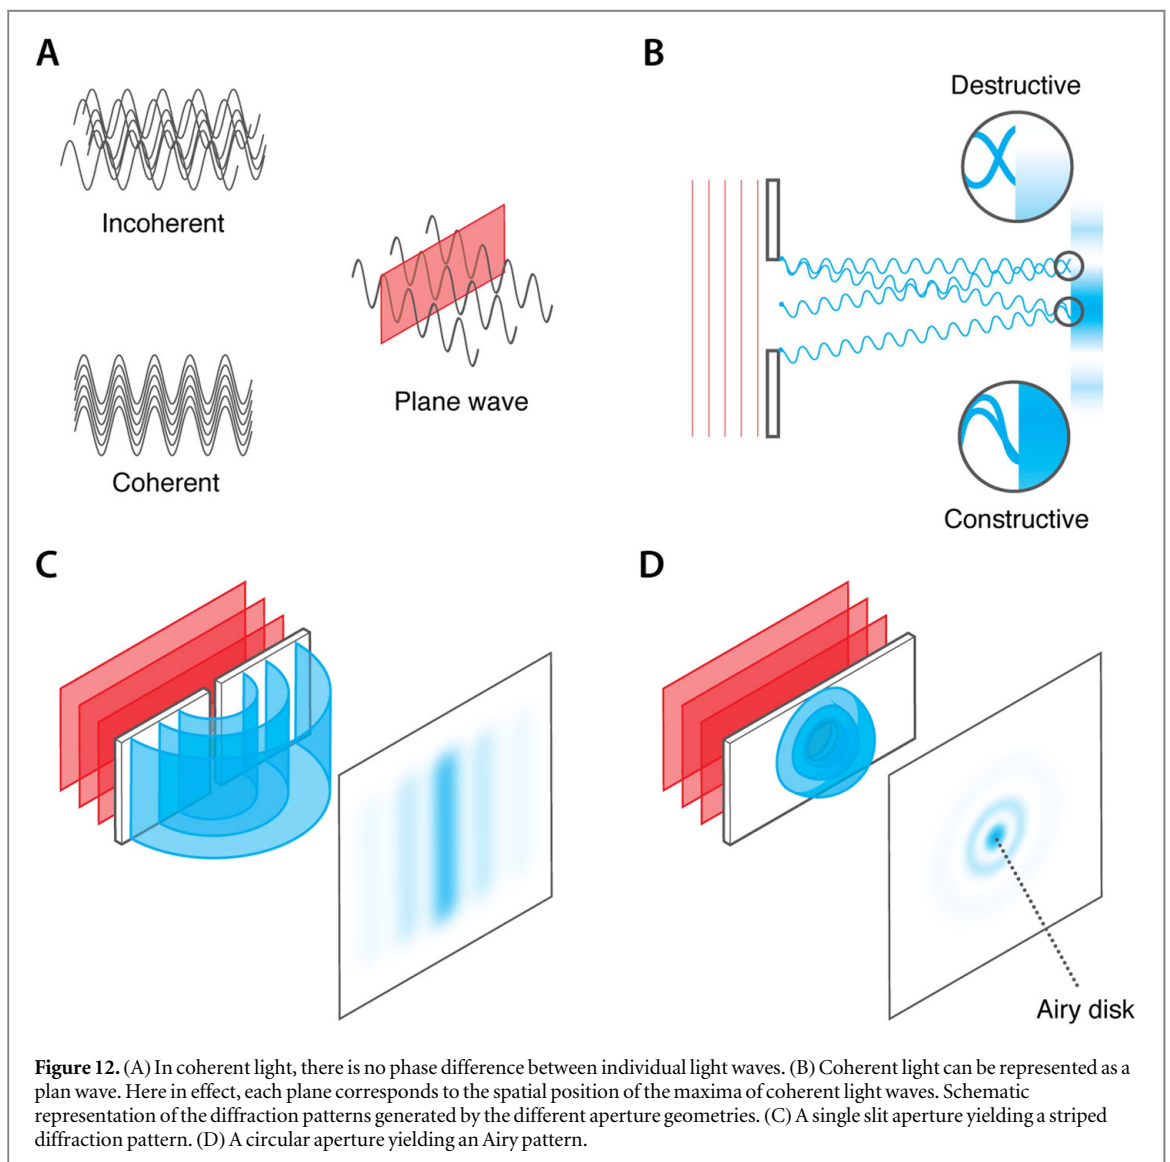 A
B
Destructive
Incoherent
Plane wave
Coherent
Constructive
C
D
Airy disk
Figure 12. (A) In coherent light, there is no phase difference between individual light waves. (B) Coherent light can be represented as a
plan wave. Here in effect, each plane corresponds to the spatial position of the maxima of coherent light waves. Schematic
representation of the diffraction patterns generated by the different aperture geometries. (C) A single slit aperture yielding a striped
diffraction pattern. (D) A circular aperture yielding an Airy pattern.